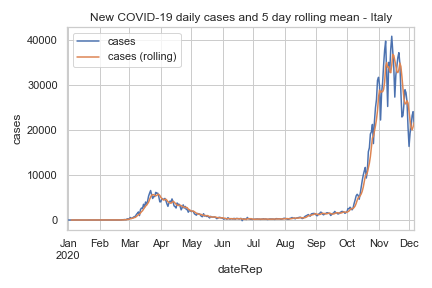 New COVID-19 daily cases and 5 day rolling mean - Italy
cases
cases (rolling)
40000
30000
20000
10000
0
cases
Jan Feb Mar Apr May Jun Jul Aug Sep Oct Nov Dec
2020
dateRep